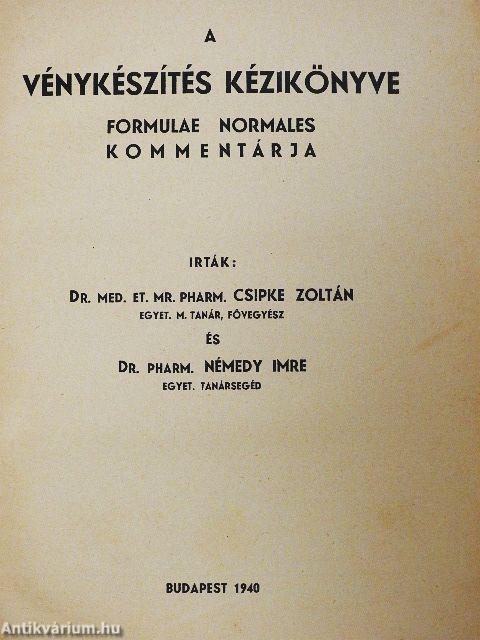 A
VÉNYKÉSZÍTÉS KÉZIKÖNYVE
FORMULAE NORMALES
KOMMENTÁRJA
IRTÁK:
DR. MED. ET. MR. PHARM. CSIPKE ZOLTÁN
EGYET. M. TANÁR, FŐVEGYÉSZ
ÉS
DR. PHARM. NÉMEDY IMRE
EGYET. TANÁRSEGÉD
BUDAPEST 1940
Antikvárium.hu